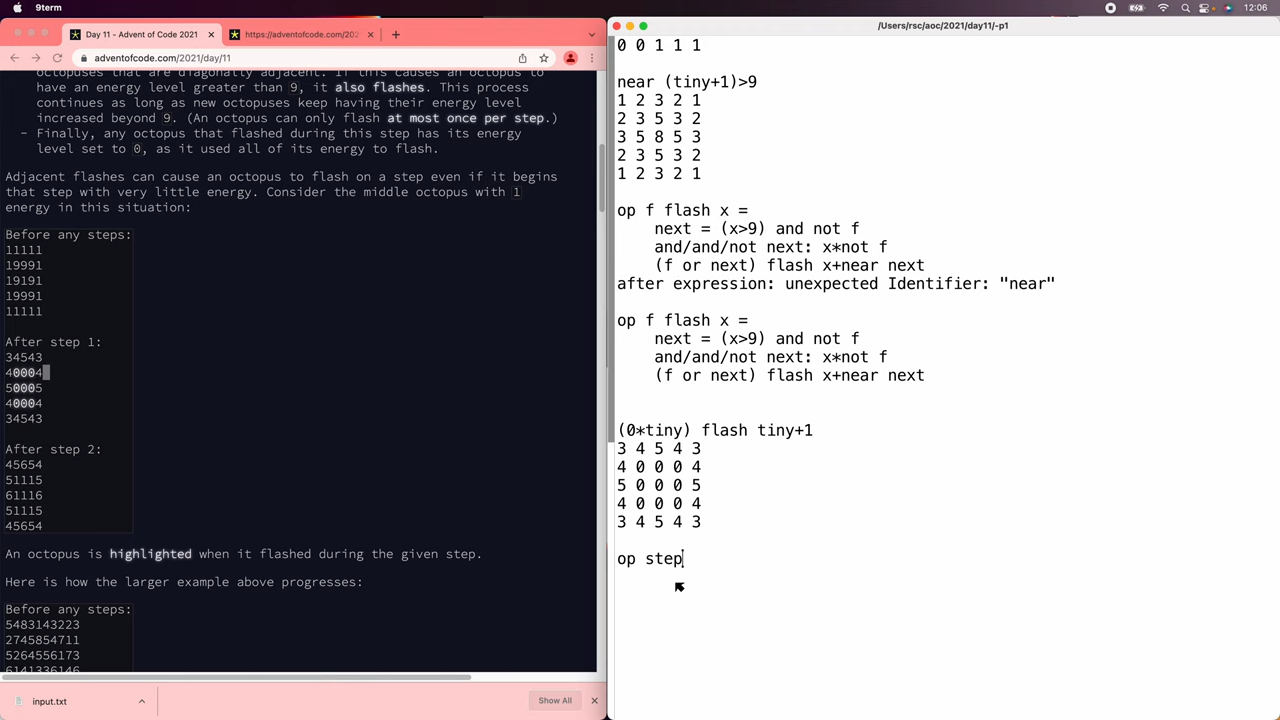 9term
12:06
Day 11 - Advent of Code 2021
https://adventofcode.com/202
adventofcode.com/2021/day/11
octopuses that are diagonally adjacent. If this causes an octopus to
have an energy level greater than 9, it also flashes. This process
continues as long as new octopuses keep having their energy level
increased beyond 9. (An octopus can only flash at most once per step.)
- Finally, any octopus that flashed during this step has its energy
level set to 0, as it used all of its energy to flash.
Adjacent flashes can cause an octopus to flash on a step even if it begins
that step with very little energy. Consider the middle octopus with 1
energy in this situation:
Before any steps:
11111
19991
19191
19991
11111
After step 1:
34543
40004
50005
40004
34543
After step 2:
45654
51115
61116
51115
45654
An octopus is highlighted when it flashed during the given step.
Here is how the larger example above progresses:
Before any steps:
5483143223
2745854711
5264556173
6141336146
input.txt
Show All
/Users/rsc/aoc/2021/day11/-p1
0 0 1 1 1
near (tiny+1)>9
1 2 3 2 1
2 3 5 3 2
3 5 8 5 3
2 3 5 3 2
1 2 3 2 1
op f flash x =
next = (x>9) and not f
and/and/not next: x*not f
(f or next) flash x+near next
after expression: unexpected Identifier: "near"
op f flash x =
next = (x>9) and not f
and/and/not next: x*not f
(f or next) flash x+near next
(0*tiny) flash tiny+1
3 4 5 4 3
4 0 0 0 4
5 0 0 0 5
4 0 0 0 4
3 4 5 4 3
op step